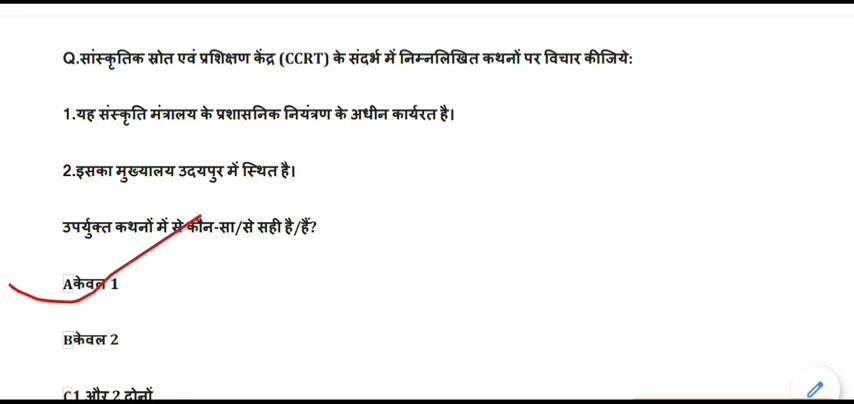 Q.सांस्कृतिक स्रोत एवं प्रशिक्षण केंद्र (CCRT) के संदर्भ में निम्नलिखित कथनों पर विचार कीजिये:
1.यह संस्कृति मंत्रालय के प्रशासनिक नियंत्रण के अधीन कार्यरत है।
2.इसका मुख्यालय उदयपुर में स्थित है।
उपर्युक्त कथनों में से कौन-सा/से सही है/हैं?
Aकेवल 1
Bकेवल 2
C1 और 2 दोनों